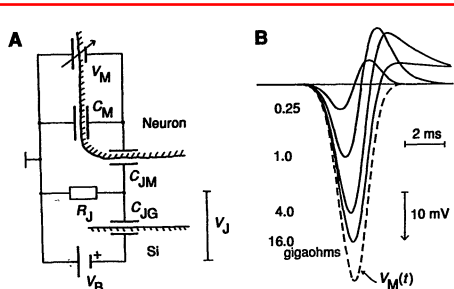 A
V_M
C_M
Neuron
C_JM
R_J
C_JG
V_J
Si
+
V_B
B
0.25
2 ms
1.0
4.0
10 mV
16.0
gigaohms
V_M(t)